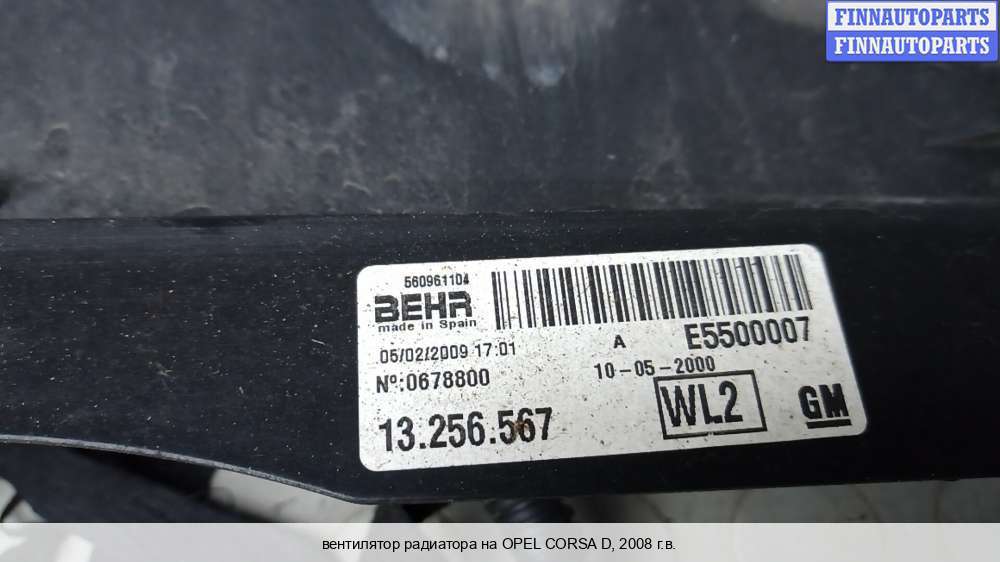 FINNAUTOPARTS
FINNAUTOPARTS
560961104
BEHR
made in Spain
05/02/2009 17:01
A
E5500007
Nº:0678800
10-05-2000
13.256.567
WL2
GM
вентилятор радиатора на OPEL CORSA D, 2008 г.в.